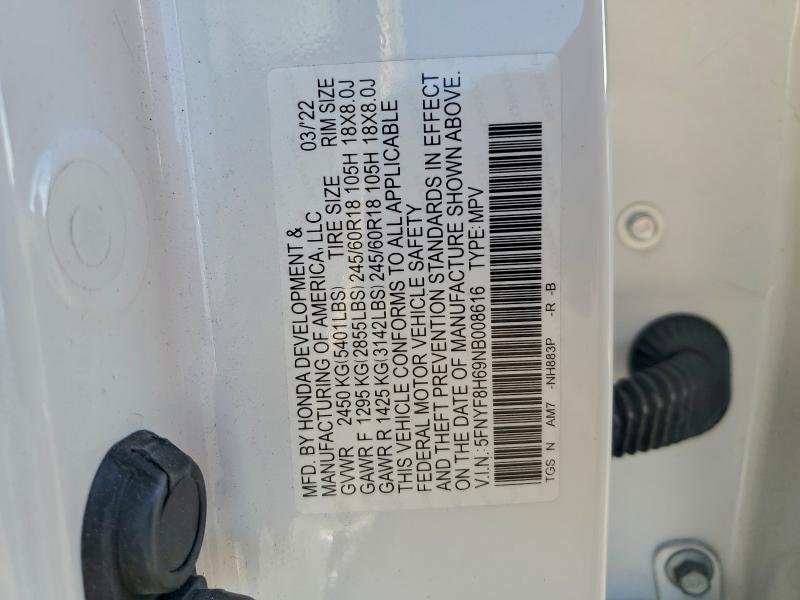 MFD. BY HONDA DEVELOPMENT & 03/'22
MANUFACTURING OF AMERICA, LLC
GVWR 2450 KG(5401LBS) TIRE SIZE RIM SIZE
GAWR F 1295 KG(2855LBS) 245/60R18 105H 18X8.0J
GAWR R 1425 KG(3142LBS) 245/60R18 105H 18X8.0J
THIS VEHICLE CONFORMS TO ALL APPLICABLE
FEDERAL MOTOR VEHICLE SAFETY
AND THEFT PREVENTION STANDARDS IN EFFECT
ON THE DATE OF MANUFACTURE SHOWN ABOVE.
V.I.N.: 5FNYF8H69NB008616 TYPE: MPV
TGS N AM7 -NH883P -R -B